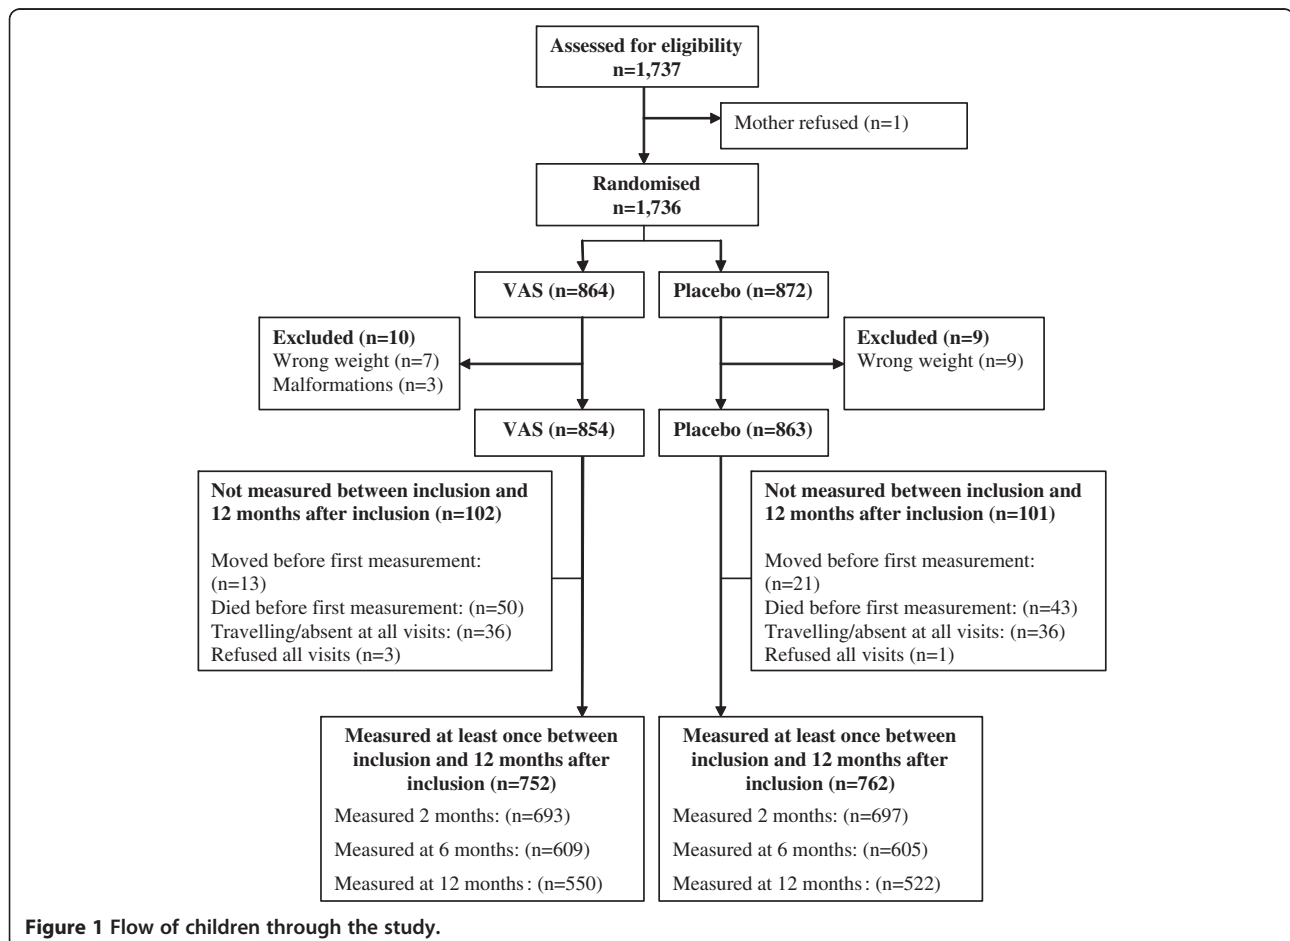 Assessed for eligibility
n=1,737
Mother refused (n=1)
Randomised
n=1,736
VAS (n=864)
Placebo (n=872)
Excluded (n=10)
Wrong weight (n=7)
Malformations (n=3)
Excluded (n=9)
Wrong weight (n=9)
VAS (n=854)
Placebo (n=863)
Not measured between inclusion and
12 months after inclusion (n=102)
Moved before first measurement:
(n=13)
Died before first measurement: (n=50)
Travelling/absent at all visits: (n=36)
Refused all visits (n=3)
Not measured between inclusion and
12 months after inclusion (n=101)
Moved before first measurement:
(n=21)
Died before first measurement: (n=43)
Travelling/absent at all visits: (n=36)
Refused all visits (n=1)
Measured at least once between
inclusion and 12 months after
inclusion (n=752)
Measured 2 months: (n=693)
Measured at 6 months: (n=609)
Measured at 12 months : (n=550)
Measured at least once between
inclusion and 12 months after
inclusion (n=762)
Measured 2 months: (n=697)
Measured at 6 months: (n=605)
Measured at 12 months : (n=522)
Figure 1 Flow of children through the study.